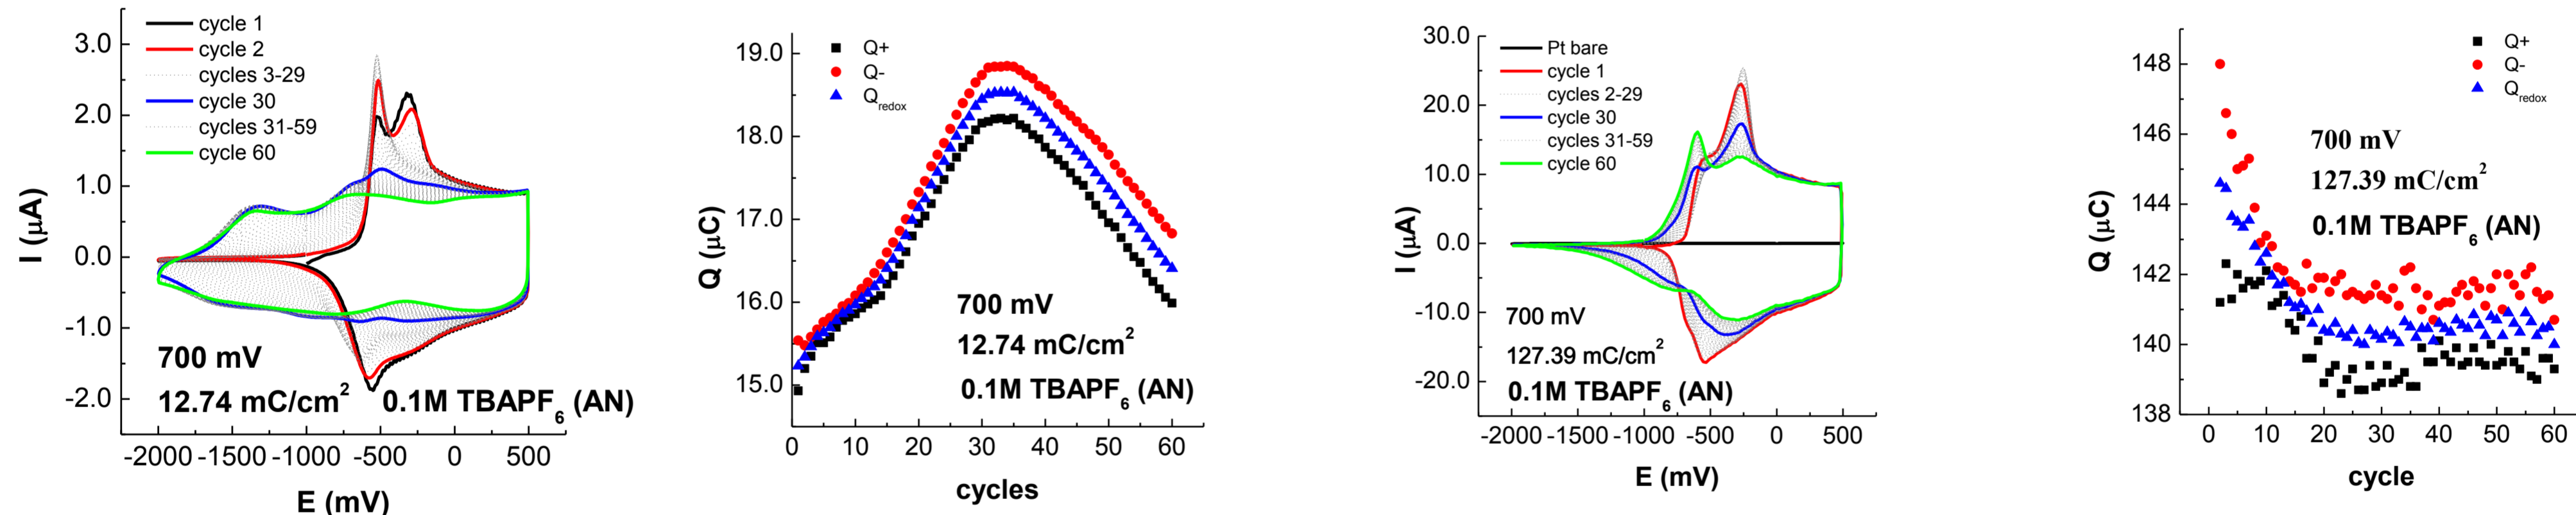 cycle 1
cycle 2
cycles 3-29
cycle 30
cycles 31-59
cycle 60
3.0
2.0
1.0
0.0
-1.0
-2.0
I (μA)
700 mV
12.74 mC/cm²
0.1M TBAPF₆ (AN)
-2000 -1500 -1000 -500 0 500
E (mV)
Q+
Q-
Q redox
19.0
18.0
17.0
16.0
15.0
Q (μC)
700 mV
12.74 mC/cm²
0.1M TBAPF₆ (AN)
0 10 20 30 40 50 60
cycles
Pt bare
cycle 1
cycles 2-29
cycle 30
cycles 31-59
cycle 60
30.0
20.0
10.0
0.0
-10.0
-20.0
I (μA)
700 mV
127.39 mC/cm²
0.1M TBAPF₆ (AN)
-2000 -1500 -1000 -500 0 500
E (mV)
Q+
Q-
Q redox
148
146
144
142
140
138
Q (μC)
700 mV
127.39 mC/cm²
0.1M TBAPF₆ (AN)
0 10 20 30 40 50 60
cycle